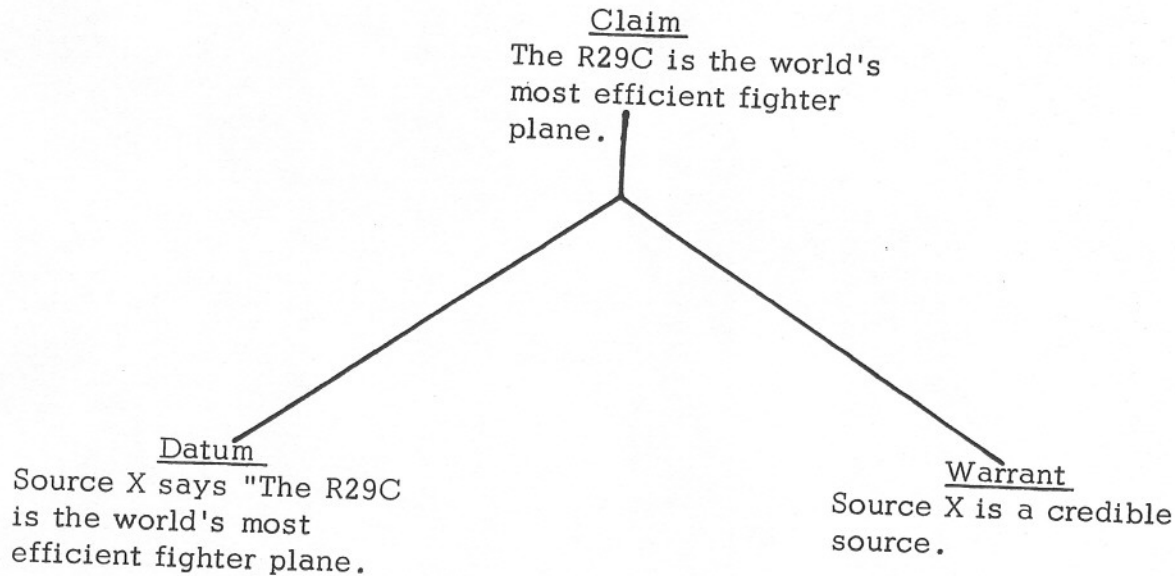 Claim
The R29C is the world's
most efficient fighter
plane.
Datum
Source X says "The R29C
is the world's most
efficient fighter plane.
Warrant
Source X is a credible
source.